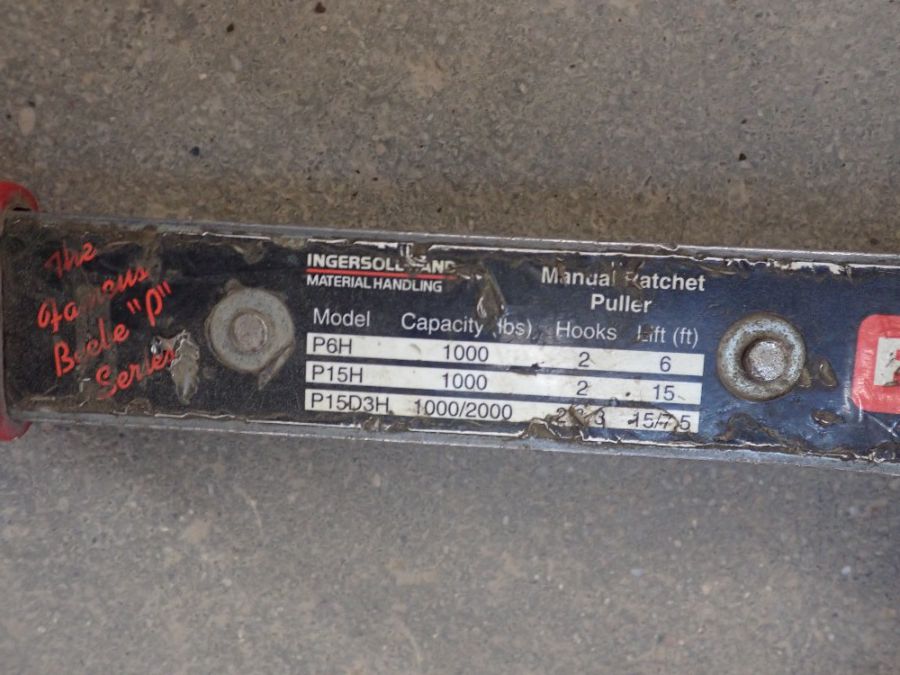 The
Famous
Beebe "P"
Series
INGERSOLL-RAND
MATERIAL HANDLING
Manual Ratchet
Puller
Model Capacity (lbs) Hooks Lift (ft)
P6H 1000 2 6
P15H 1000 2 15
P15D3H 1000/2000 15/7.5